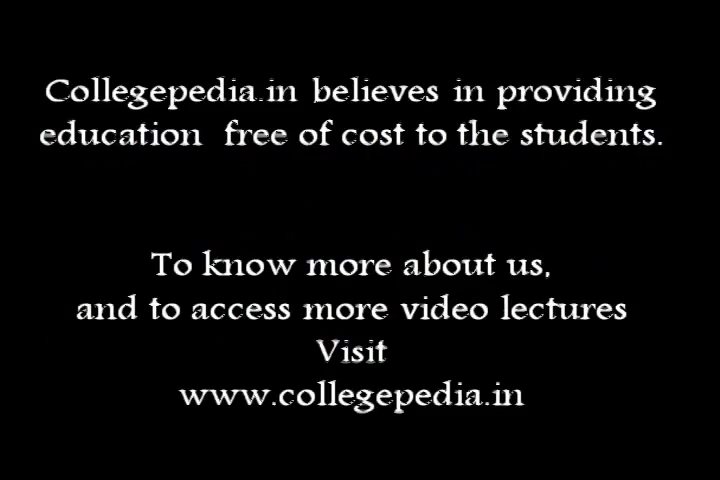 Collegepedia.in believes in providing
education free of cost to the students.
To know more about us,
and to access more video lectures
Visit
www.collegepedia.in